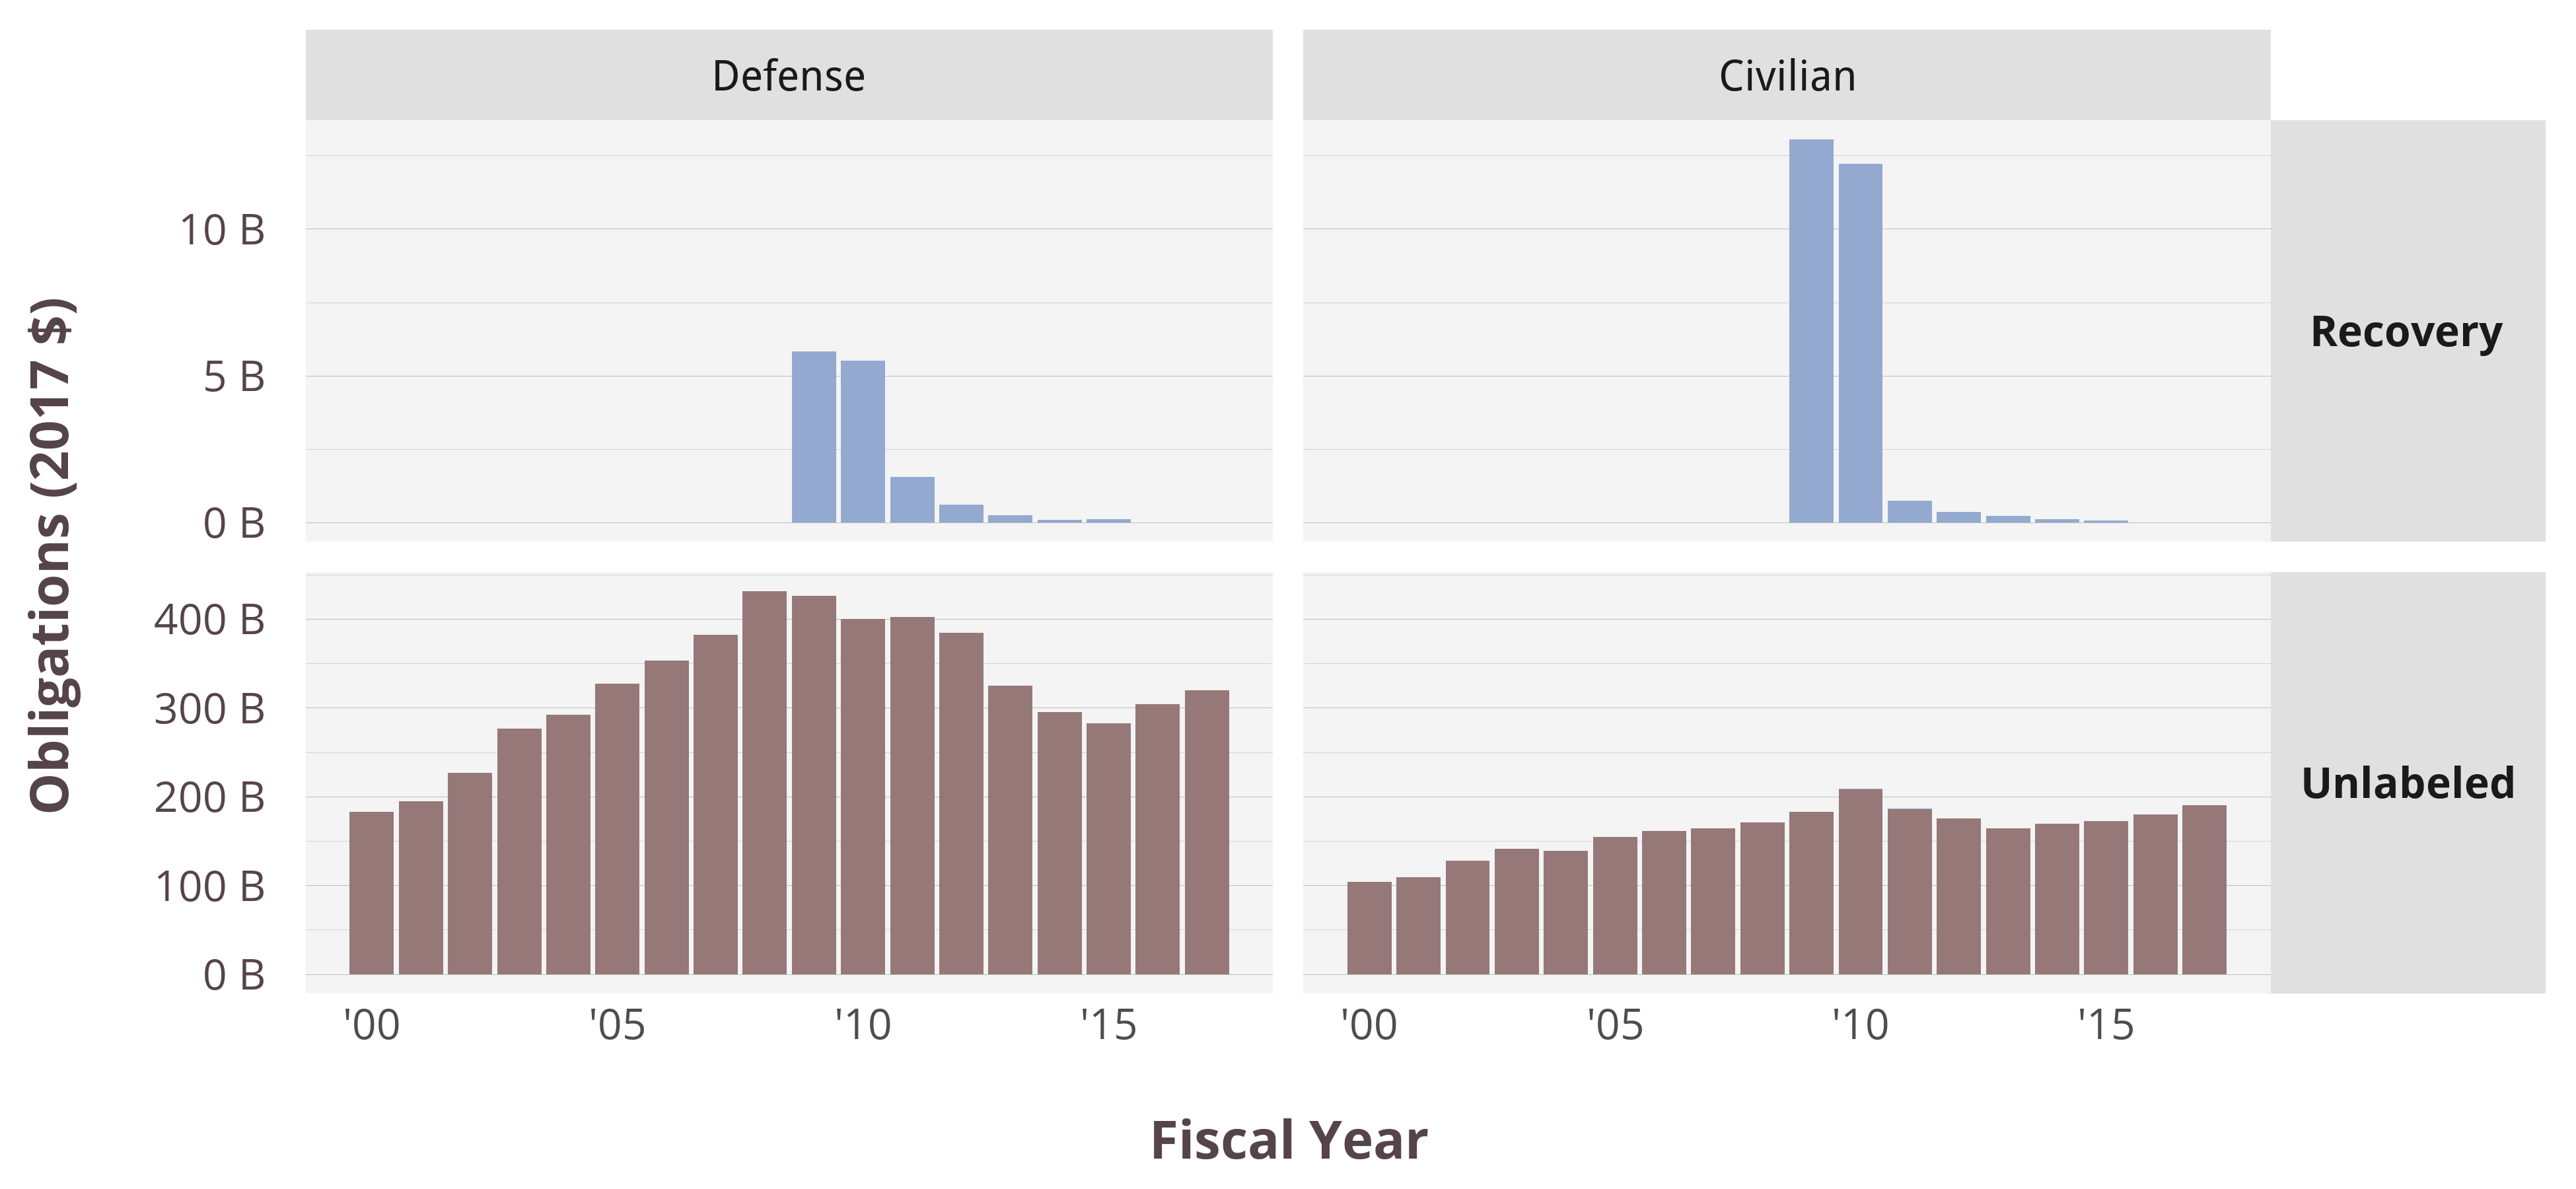 Defense
Civilian
10 B
5 B
0 B
Recovery
Obligations (2017 $)
400 B
300 B
200 B
100 B
0 B
Unlabeled
'00 '05 '10 '15
'00 '05 '10 '15
Fiscal Year